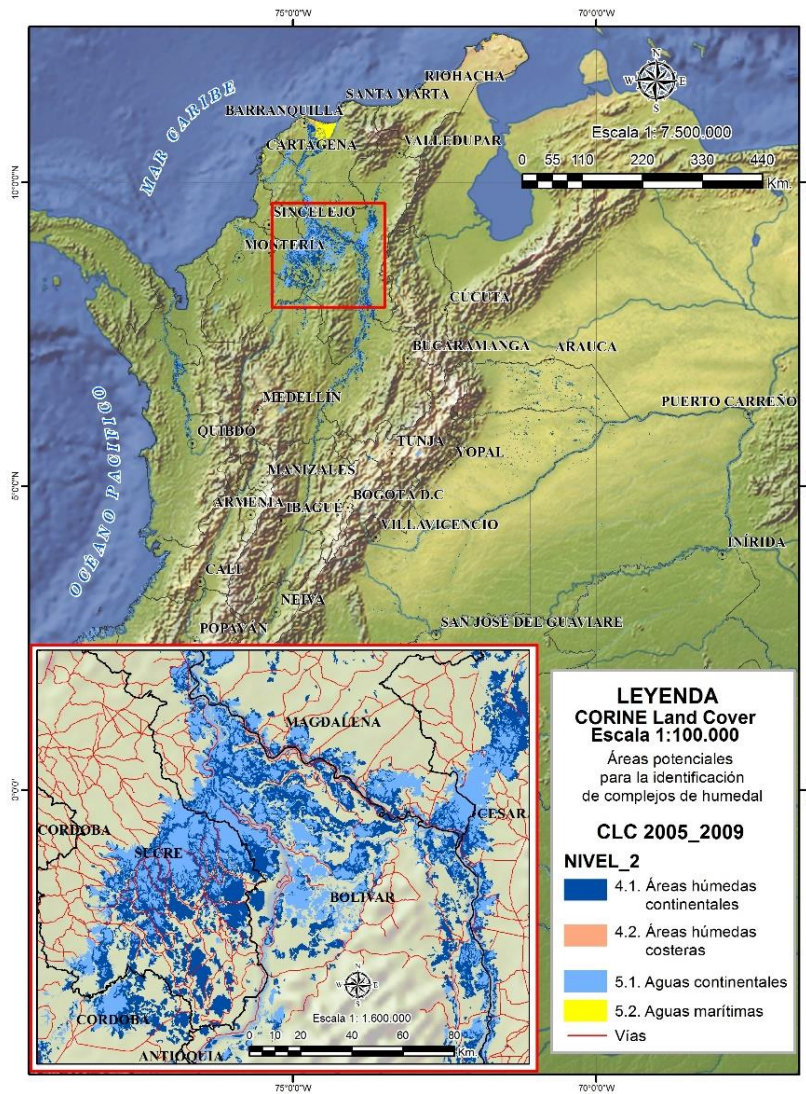 75°0'0"W
70°0'0"W
RIOHACHA
SANTA MARTA
BARRANQUILLA
CARTAGENA
VALLEDUPAR
MAR CARIBE
N
W
E
S
Escala 1: 7.500.000
0 55 110 220 330 440
Km.
10°0'0"N
SINCELEJO
MONTERÍA
CÚCUTA
BUCARAMANGA
ARAUCA
MEDELLÍN
PUERTO CARREÑO
QUIBDO
TUNJA
YOPAL
MANIZALES
OCÉANO PACIFICO
5°0'0"N
ARMENIA
IBAGUÉ
BOGOTÁ D.C
VILLAVICENCIO
INÍRIDA
CALI
NEIVA
POPAYÁN
SAN JOSÉ DEL GUAVIARE
MAGDALENA
CESAR
CORDOBA
SUCRE
BOLIVAR
CORDOBA
ANTIOQUIA
N
W
E
S
Escala 1: 1.600.000
0 10 20 40 60 80
Km.
0°0'0"
LEYENDA
CORINE Land Cover
Escala 1:100.000
Áreas potenciales
para la identificación
de complejos de humedal
CLC 2005_2009
NIVEL_2
4.1. Áreas húmedas
continentales
4.2. Áreas húmedas
costeras
5.1. Aguas continentales
5.2. Aguas marítimas
Vías
75°0'0"W
70°0'0"W